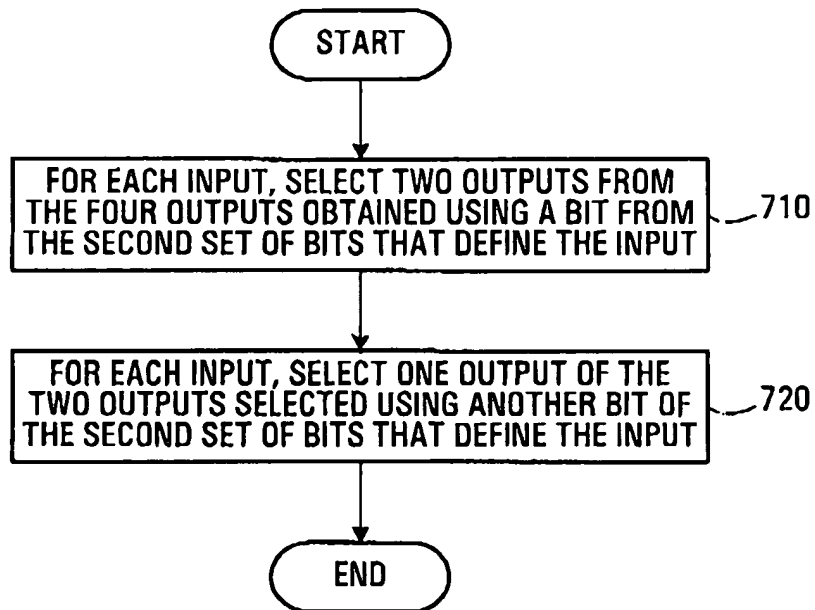 START
FOR EACH INPUT, SELECT TWO OUTPUTS FROM
THE FOUR OUTPUTS OBTAINED USING A BIT FROM
THE SECOND SET OF BITS THAT DEFINE THE INPUT
710
FOR EACH INPUT, SELECT ONE OUTPUT OF THE
TWO OUTPUTS SELECTED USING ANOTHER BIT OF
THE SECOND SET OF BITS THAT DEFINE THE INPUT
720
END